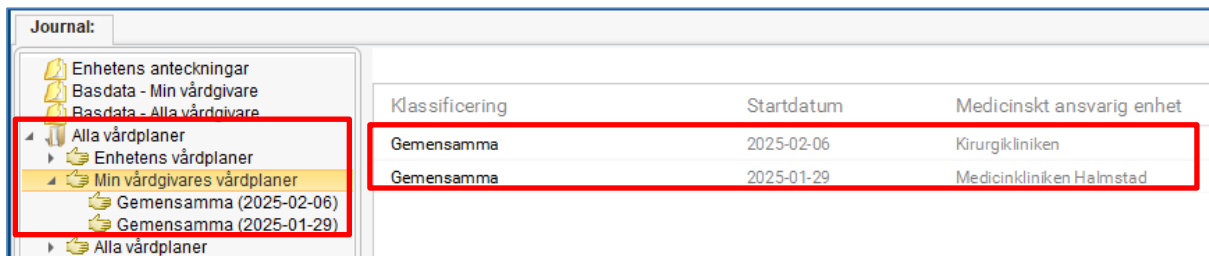 Journal:
Enhetens anteckningar
Basdata - Min vårdgivare
Basdata - Alla vårdgivare
Alla vårdplaner
Enhetens vårdplaner
Min vårdgivares vårdplaner
Gemensamma (2025-02-06)
Gemensamma (2025-01-29)
Alla vårdplaner
Klassificering Startdatum Medicinskt ansvarig enhet
Gemensamma 2025-02-06 Kirurgikliniken
Gemensamma 2025-01-29 Medicinkliniken Halmstad